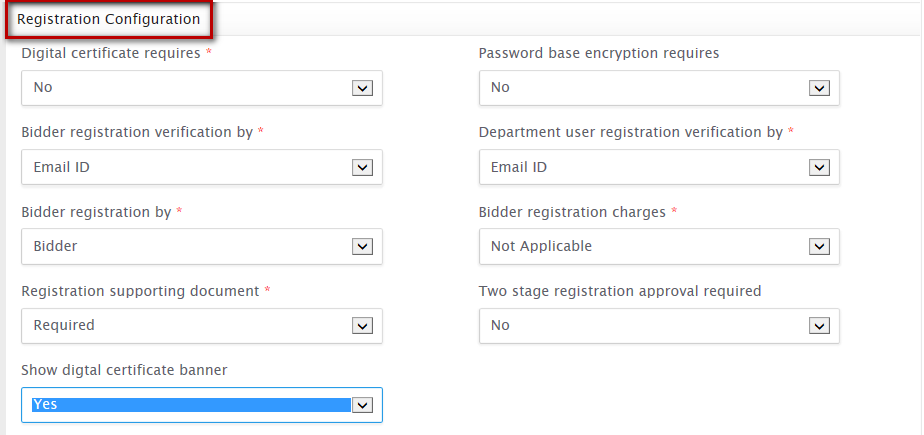 Registration Configuration
Digital certificate requires *
Password base encryption requires
No
No
Bidder registration verification by *
Department user registration verification by *
Email ID
Email ID
Bidder registration by *
Bidder registration charges *
Bidder
Not Applicable
Registration supporting document *
Two stage registration approval required
Required
No
Show digtal certificate banner
Yes